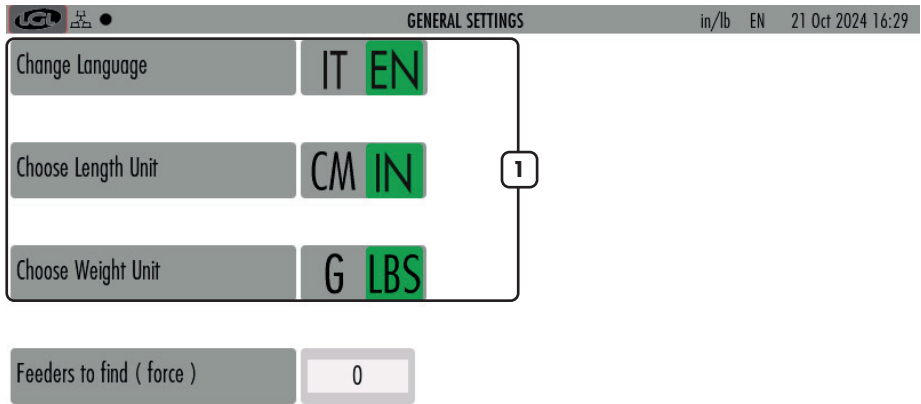 LGL GENERAL SETTINGS in/lb EN 21 Oct 2024 16:29
Change Language IT EN
Choose Length Unit CM IN
1
Choose Weight Unit G LBS
Feeders to find ( force ) 0